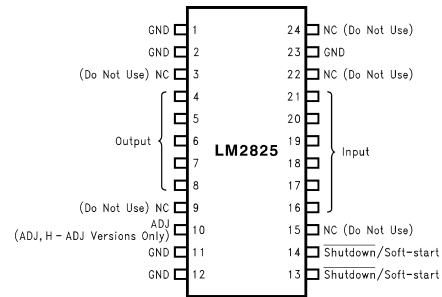 GND 1 24 NC (Do Not Use)
GND 2 23 GND
(Do Not Use) NC 3 22 NC (Do Not Use)
4 21
5 20
Output 6 LM2825 19 Input
7 18
8 17
(Do Not Use) NC 9 16
ADJ
(ADJ, H - ADJ Versions Only) 10 15 NC (Do Not Use)
GND 11 14 Shutdown/Soft-start
GND 12 13 Shutdown/Soft-start